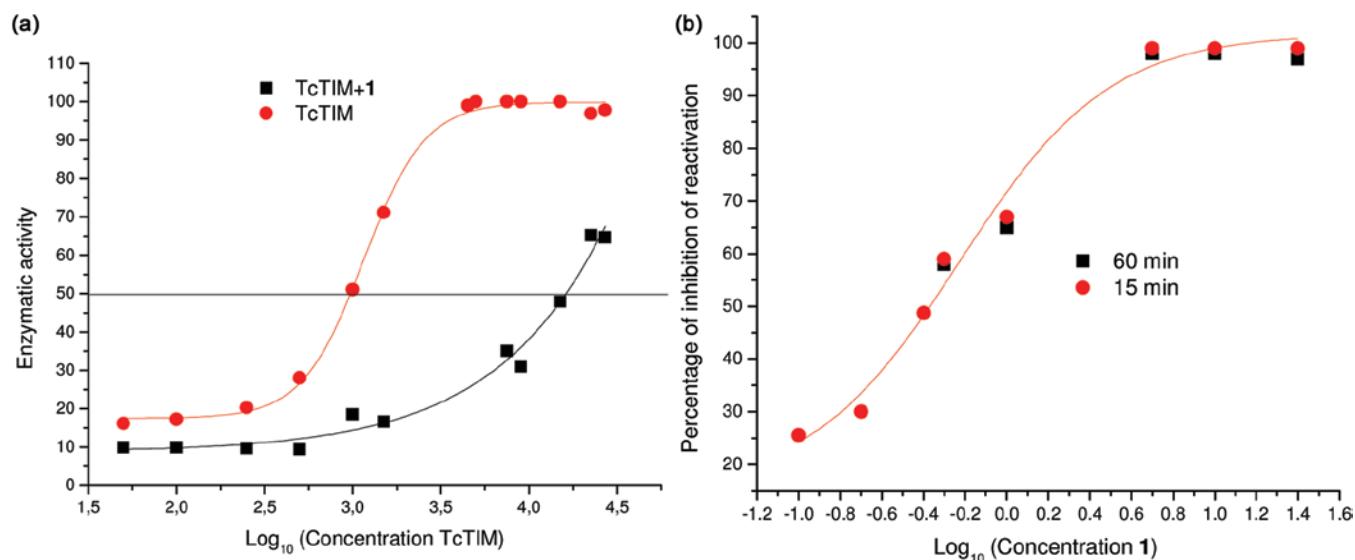 (a)
110
100
90
80
70
60
50
40
30
20
10
0
Enzymatic activity
TcTIM+1
TcTIM
1,5 2,0 2,5 3,0 3,5 4,0 4,5
Log10 (Concentration TcTIM)
(b)
100
90
80
70
60
50
40
30
20
Percentage of inhibition of reactivation
60 min
15 min
-1.2 -1.0 -0.8 -0.6 -0.4 -0.2 0.0 0.2 0.4 0.6 0.8 1.0 1.2 1.4 1.6
Log10 (Concentration 1)